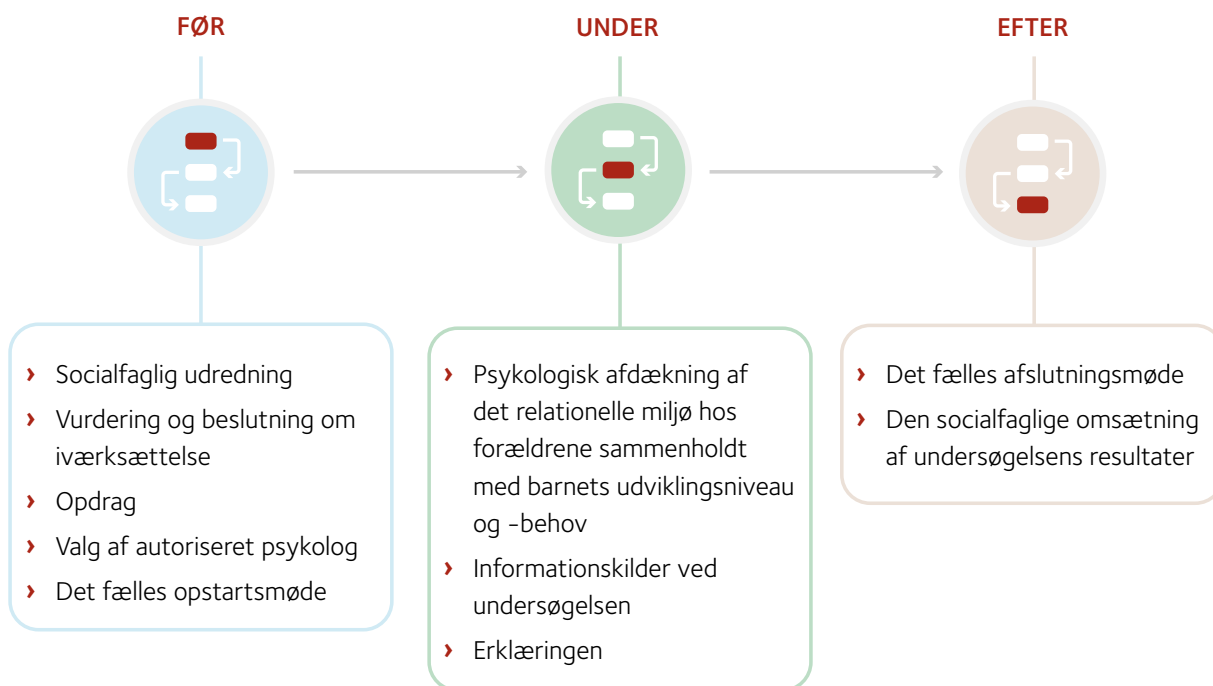 FØR
UNDER
EFTER
› Socialfaglig udredning
› Vurdering og beslutning om
iværksættelse
› Opdrag
› Valg af autoriseret psykolog
› Det fælles opstartsmøde
› Psykologisk afdækning af
det relationelle miljø hos
forældrene sammenholdt
med barnets udviklingsniveau
og -behov
› Informationskilder ved
undersøgelsen
› Erklæringen
› Det fælles afslutningsmøde
› Den socialfaglige omsætning
af undersøgelsens resultater